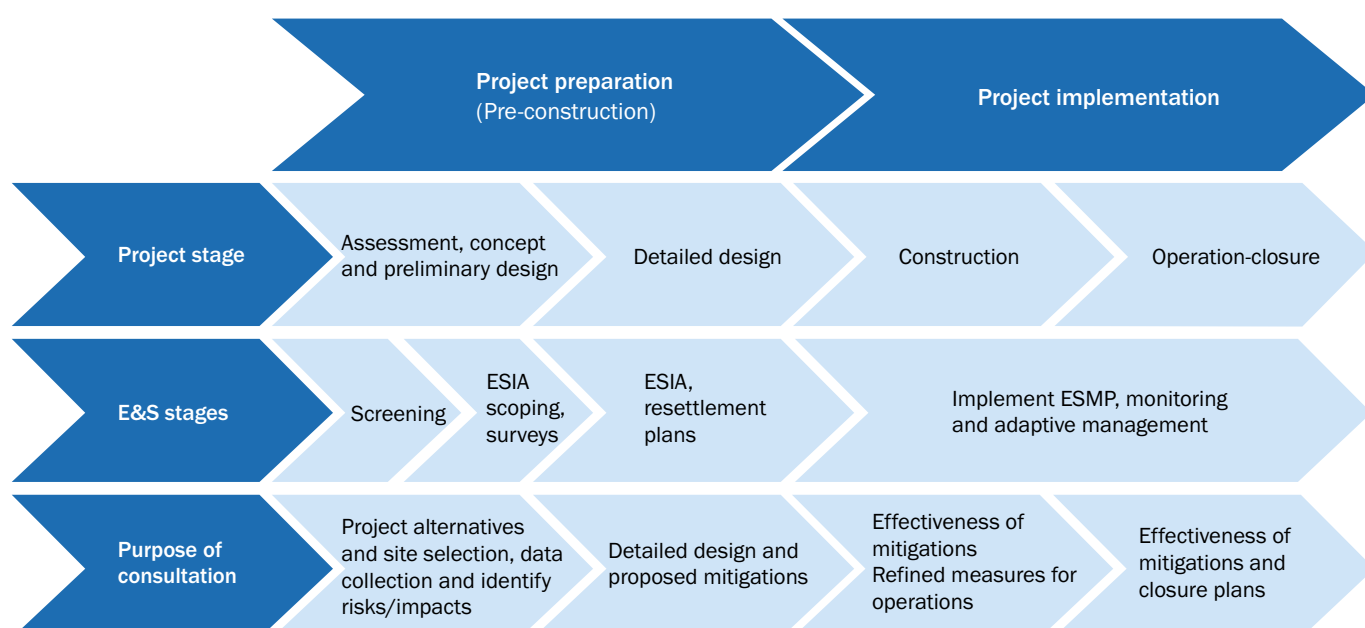 Project preparation
(Pre-construction)
Project implementation
Project stage
Assessment, concept
and preliminary design
Detailed design
Construction
Operation-closure
E&S stages
Screening
ESIA
scoping,
surveys
ESIA,
resettlement
plans
Implement ESMP, monitoring
and adaptive management
Purpose of
consultation
Project alternatives
and site selection, data
collection and identify
risks/impacts
Detailed design and
proposed mitigations
Effectiveness of
mitigations
Refined measures for
operations
Effectiveness of
mitigations and
closure plans